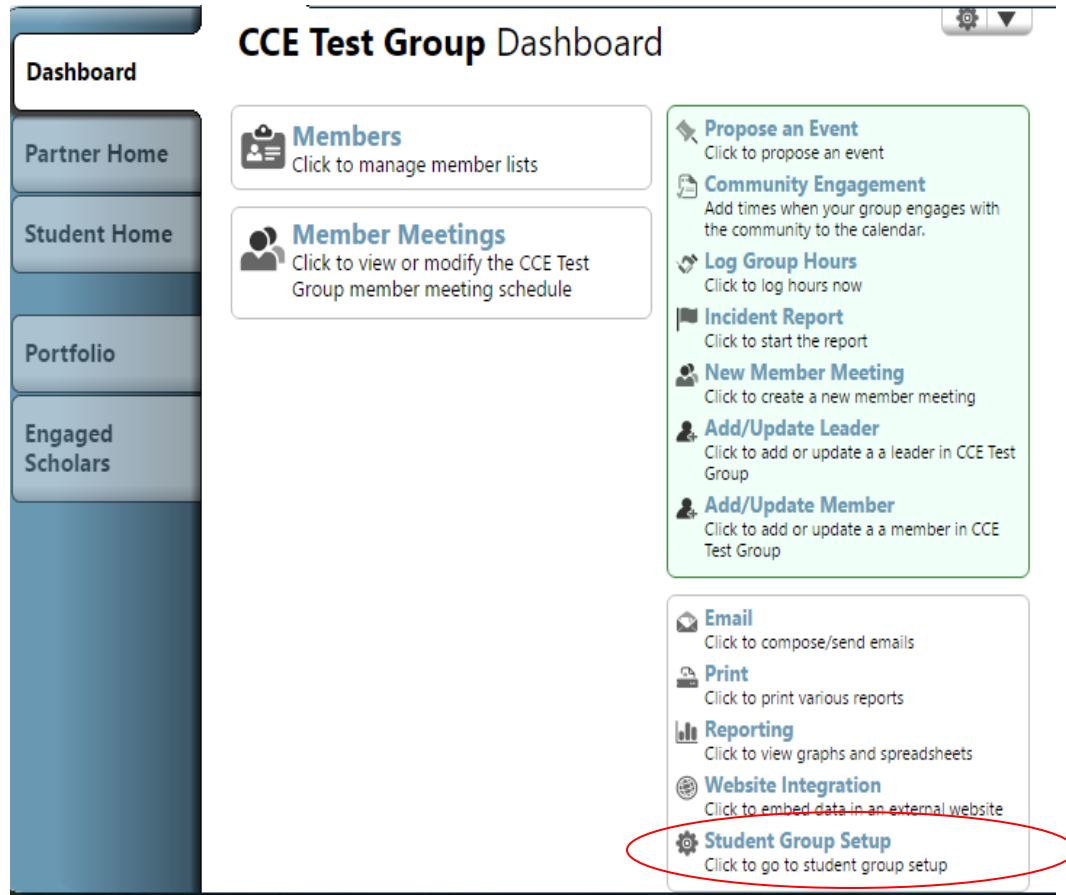 CCE Test Group Dashboard
Dashboard
Partner Home
Student Home
Portfolio
Engaged
Scholars
Members
Click to manage member lists
Member Meetings
Click to view or modify the CCE Test
Group member meeting schedule
Propose an Event
Click to propose an event
Community Engagement
Add times when your group engages with
the community to the calendar.
Log Group Hours
Click to log hours now
Incident Report
Click to start the report
New Member Meeting
Click to create a new member meeting
Add/Update Leader
Click to add or update a a leader in CCE Test
Group
Add/Update Member
Click to add or update a a member in CCE
Test Group
Email
Click to compose/send emails
Print
Click to print various reports
Reporting
Click to view graphs and spreadsheets
Website Integration
Click to embed data in an external website
Student Group Setup
Click to go to student group setup